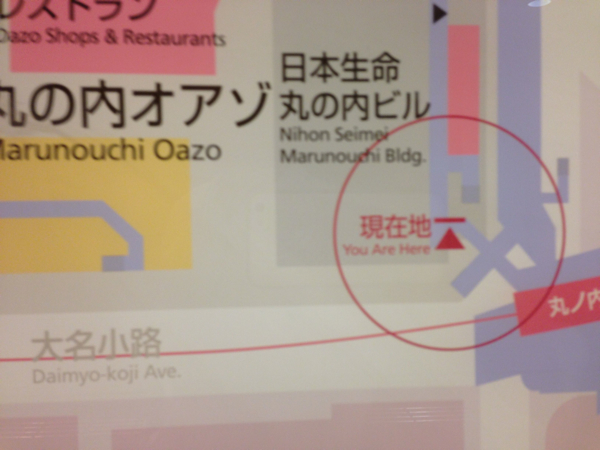 レストラン
Oazo Shops & Restaurants
丸の内オアゾ
Marunouchi Oazo
日本生命
丸の内ビル
Nihon Seimei
Marunouchi Bldg.
現在地
You Are Here
丸ノ内
大名小路
Daimyo-koji Ave.